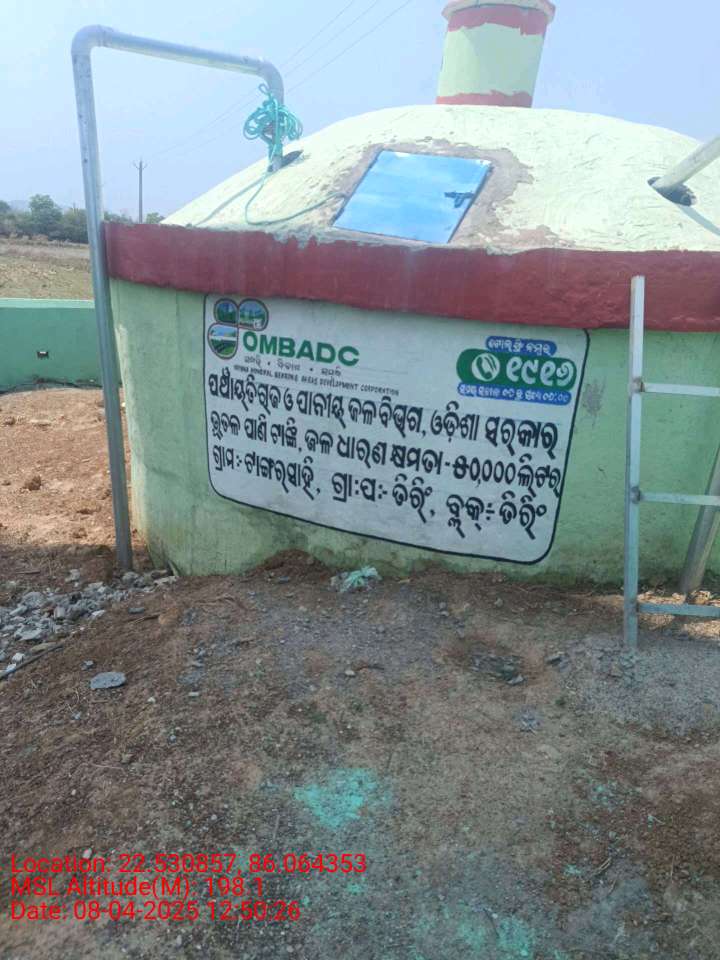 OMBADC
ସମୃଦ୍ଧି • ବିକାଶ • ପ୍ରଗତି
ODISHA MINERAL BEARING AREAS DEVELOPMENT CORPORATION
ଟୋଲ୍ ଫ୍ରି ନମ୍ବର
୧୯୧୬
ପଞ୍ଚାୟତିରାଜ ଓ ପାନୀୟ ଜଳ ବିଭାଗ, ଓଡ଼ିଶା ସରକାର
ଭୂତଳ ପାଣି ଟାଙ୍କି, ଜଳ ଧାରଣ କ୍ଷମତା - ୫୦,୦୦୦ ଲିଟର
ଗ୍ରାମ:- ଟାଙ୍ଗରସାହି, ଗ୍ରା:ପ:- ତିରିଂ, ବ୍ଲକ୍:- ତିରିଂ
Location: 22.530857, 86.064353
MSL Altitude(M): 198.1
Date: 08-04-2025 12:50:26